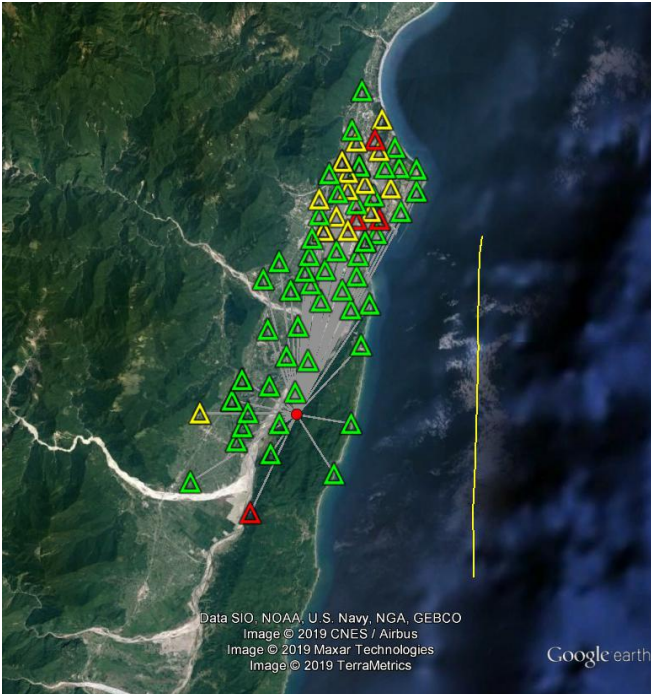 Data SIO, NOAA, U.S. Navy, NGA, GEBCO
Image © 2019 CNES / Airbus
Image © 2019 Maxar Technologies
Image © 2019 TerraMetrics
Google earth